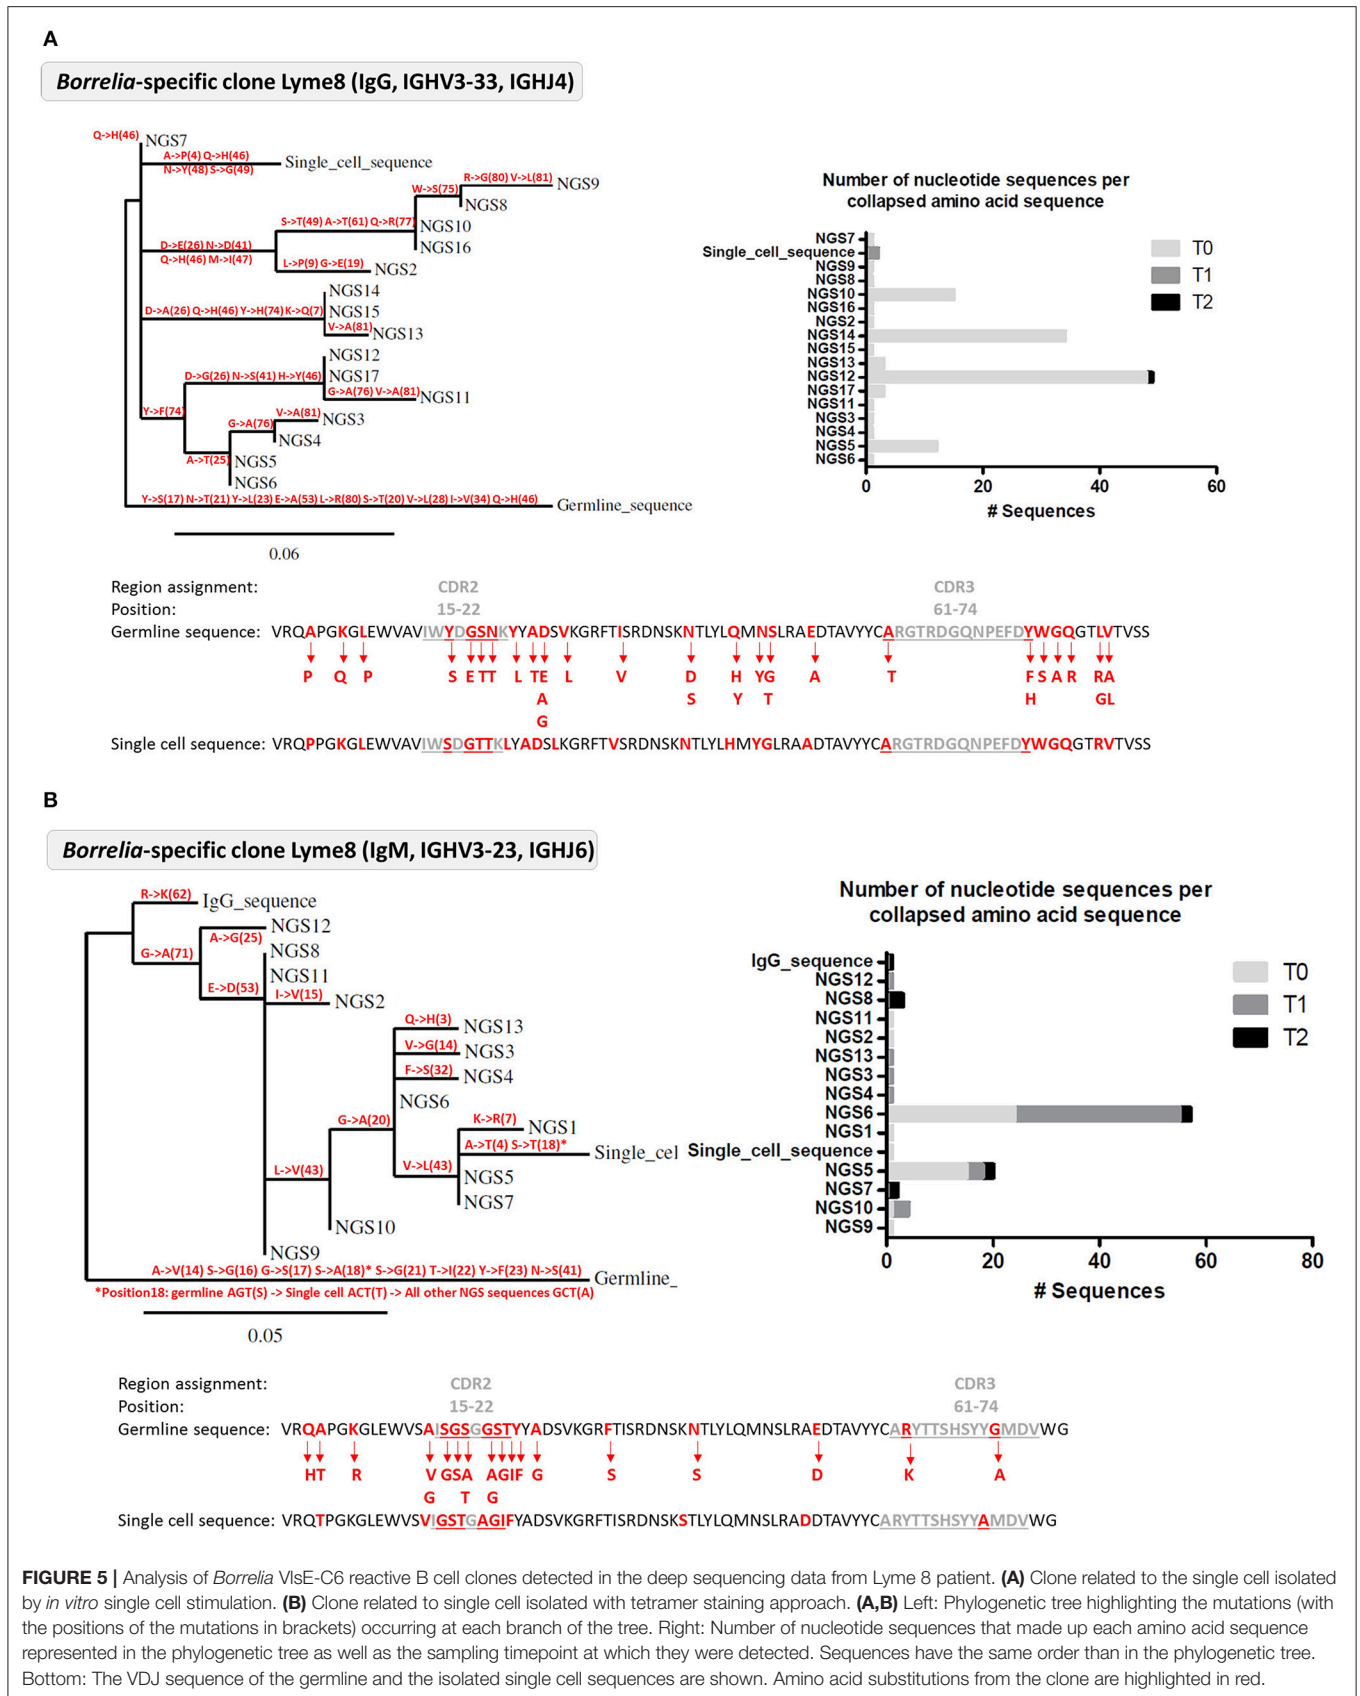 A
Borrelia-specific clone Lyme8 (IgG, IGHV3-33, IGHJ4)
Q->H(46)
NGS7
A->P(4) Q->H(46)
N->Y(48) S->G(49)
Single_cell_sequence
R->G(80) V->L(81)
NGS9
W->S(75)
NGS8
S->T(49) A->T(61) Q->R(77)
NGS10
NGS16
D->E(26) N->D(41)
Q->H(46) M->I(47)
L->P(9) G->E(19)
NGS2
NGS14
D->A(26) Q->H(46) Y->H(74) K->Q(7)
NGS15
V->A(81)
NGS13
NGS12
D->G(26) N->S(41) H->Y(46)
NGS17
G->A(76) V->A(81)
NGS11
Y->F(74)
V->A(81)
NGS3
G->A(76)
NGS4
A->T(25)
NGS5
NGS6
Y->S(17) N->T(21) Y->L(23) E->A(53) L->R(80) S->T(20) V->L(28) I->V(34) Q->H(46)
Germline_sequence
0.06
Number of nucleotide sequences per
collapsed amino acid sequence
NGS7
Single_cell_sequence
NGS9
NGS8
NGS10
NGS16
NGS2
NGS14
NGS15
NGS13
NGS12
NGS17
NGS11
NGS3
NGS4
NGS5
NGS6
0 20 40 60
# Sequences
T0
T1
T2
Region assignment: CDR2 CDR3
Position: 15-22 61-74
Germline sequence: VRQAPGKGLEWVAVIWYDGSNKYYADSVKGRFTISRDNSKNTLYLQMNSLRAEDTAVYYCARGTRDGQNPEFDYWGQGTLVTVSS
P Q P S E T T L T E L V D H Y G A T F S A R R A
A S Y T H G L
G
Single cell sequence: VRQPPGKGLEWVAVIWSDGTTKLYADSLKGRFTVSRDNSKNTLYLHMYGLRAADTAVYYCARGTRDGQNPEFDYWGQGTRVTVSS
B
Borrelia-specific clone Lyme8 (IgM, IGHV3-23, IGHJ6)
R->K(62)
IgG_sequence
NGS12
A->G(25)
G->A(71)
NGS8
NGS11
E->D(53)
I->V(15)
NGS2
Q->H(3)
NGS13
V->G(14)
NGS3
F->S(32)
NGS4
NGS6
G->A(20)
K->R(7)
NGS1
A->T(4) S->T(18)*
Single_cel
V->L(43)
NGS5
NGS7
L->V(43)
NGS10
NGS9
A->V(14) S->G(16) G->S(17) S->A(18)* S->G(21) T->I(22) Y->F(23) N->S(41)
Germline_
*Position18: germline AGT(S) -> Single cell ACT(T) -> All other NGS sequences GCT(A)
0.05
Number of nucleotide sequences per
collapsed amino acid sequence
IgG_sequence
NGS12
NGS8
NGS11
NGS2
NGS13
NGS3
NGS4
NGS6
NGS1
Single_cell_sequence
NGS5
NGS7
NGS10
NGS9
0 20 40 60 80
# Sequences
T0
T1
T2
Region assignment: CDR2 CDR3
Position: 15-22 61-74
Germline sequence: VRQAPGKGLEWVSAISGSGGSTYYADSVKGRFTISRDNSKNTLYLQMNSLRAEDTAVYYCARYTTSHSYYGMDVWG
HT R V GSA AGIF G S S D K A
G T G
Single cell sequence: VRQTPGKGLEWVSVIGSTGAGIFYADSVKGRFTISRDNSKSTLYLQMNSLRADDTAVYYCARYTTSHSYYAMDVWG
FIGURE 5 | Analysis of Borrelia VlsE-C6 reactive B cell clones detected in the deep sequencing data from Lyme 8 patient. (A) Clone related to the single cell isolated
by in vitro single cell stimulation. (B) Clone related to single cell isolated with tetramer staining approach. (A,B) Left: Phylogenetic tree highlighting the mutations (with
the positions of the mutations in brackets) occurring at each branch of the tree. Right: Number of nucleotide sequences that made up each amino acid sequence
represented in the phylogenetic tree as well as the sampling timepoint at which they were detected. Sequences have the same order than in the phylogenetic tree.
Bottom: The VDJ sequence of the germline and the isolated single cell sequences are shown. Amino acid substitutions from the clone are highlighted in red.